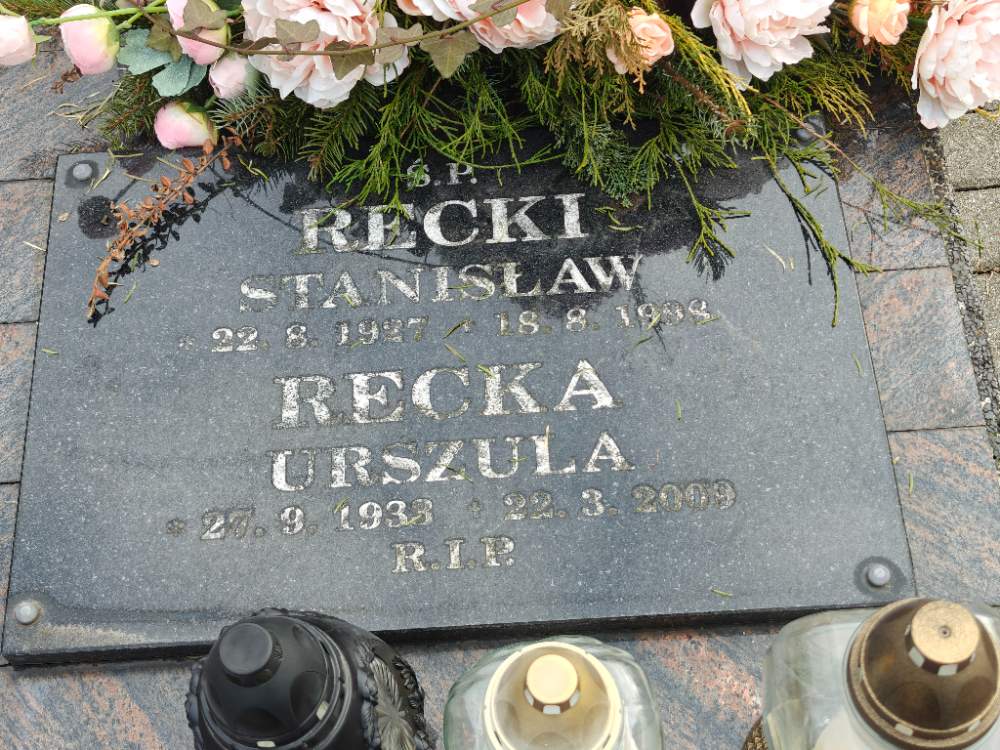 Ś.P.
RECKI
STANISŁAW
* 22. 8. 1927 + 18. 8. 1998
RECKA
URSZULA
* 27. 9. 1933 + 22. 3. 2009
R.I.P.